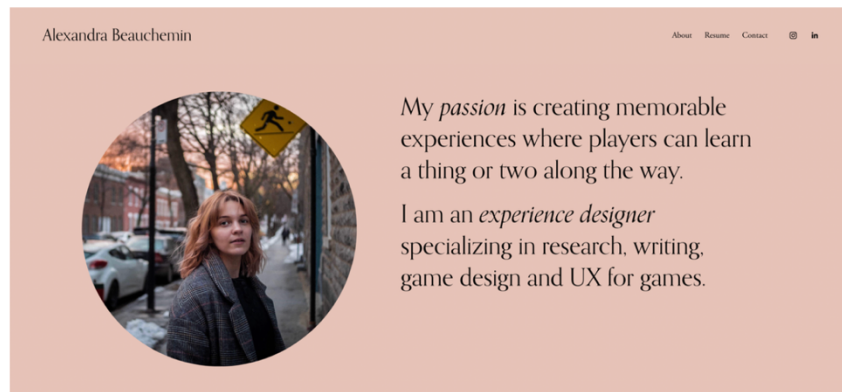 Alexandra Beauchemin
About Resume Contact
My passion is creating memorable
experiences where players can learn
a thing or two along the way.
I am an experience designer
specializing in research, writing,
game design and UX for games.